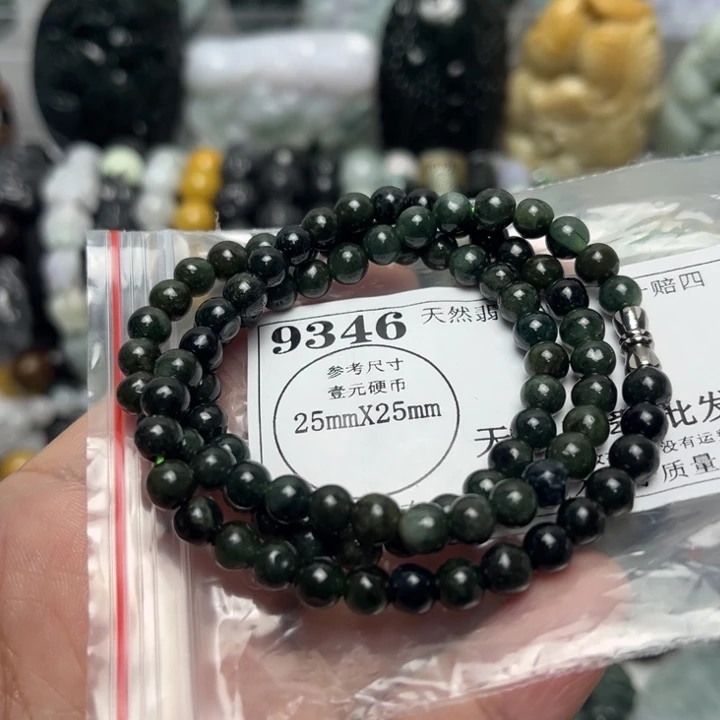 9346 天然翡
赔四
参考尺寸
壹元硬币
25mmX25mm
天
批发
没有运
质量